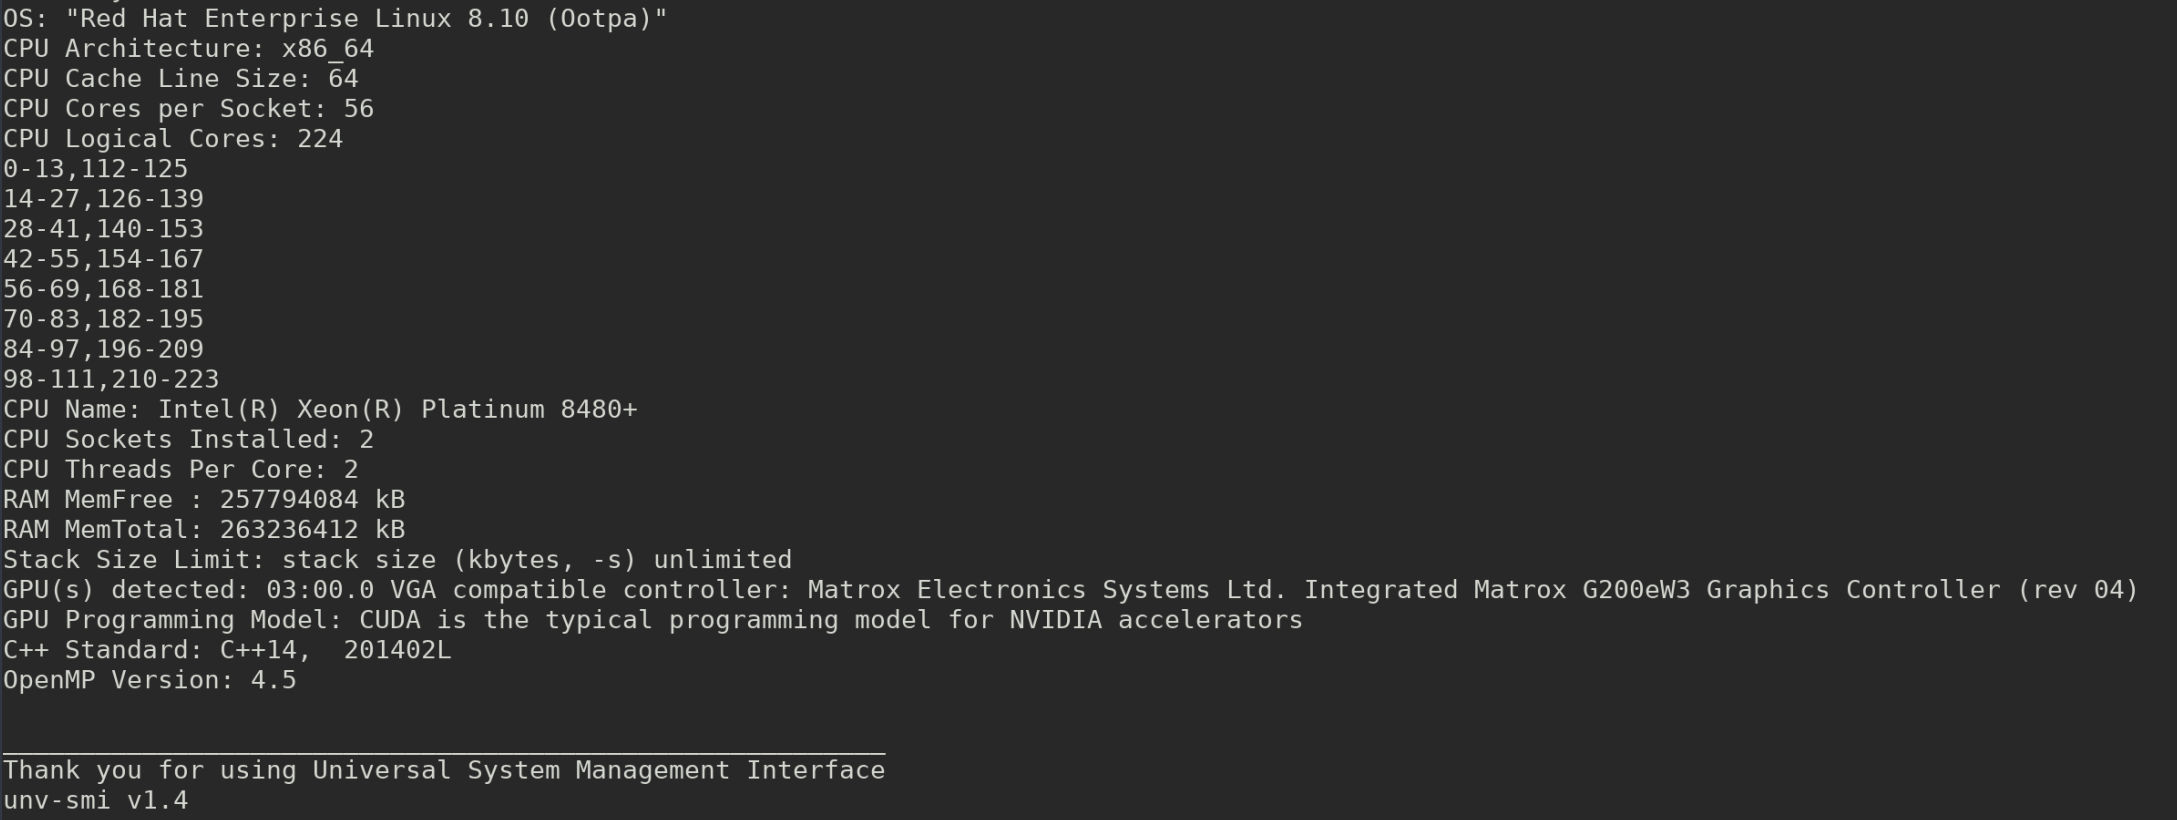 OS: "Red Hat Enterprise Linux 8.10 (Ootpa)"
CPU Architecture: x86_64
CPU Cache Line Size: 64
CPU Cores per Socket: 56
CPU Logical Cores: 224
0-13,112-125
14-27,126-139
28-41,140-153
42-55,154-167
56-69,168-181
70-83,182-195
84-97,196-209
98-111,210-223
CPU Name: Intel(R) Xeon(R) Platinum 8480+
CPU Sockets Installed: 2
CPU Threads Per Core: 2
RAM MemFree : 257794084 kB
RAM MemTotal: 263236412 kB
Stack Size Limit: stack size (kbytes, -s) unlimited
GPU(s) detected: 03:00.0 VGA compatible controller: Matrox Electronics Systems Ltd. Integrated Matrox G200eW3 Graphics Controller (rev 04)
GPU Programming Model: CUDA is the typical programming model for NVIDIA accelerators
C++ Standard: C++14,  201402L
OpenMP Version: 4.5
_________________________________________________________
Thank you for using Universal System Management Interface
unv-smi v1.4